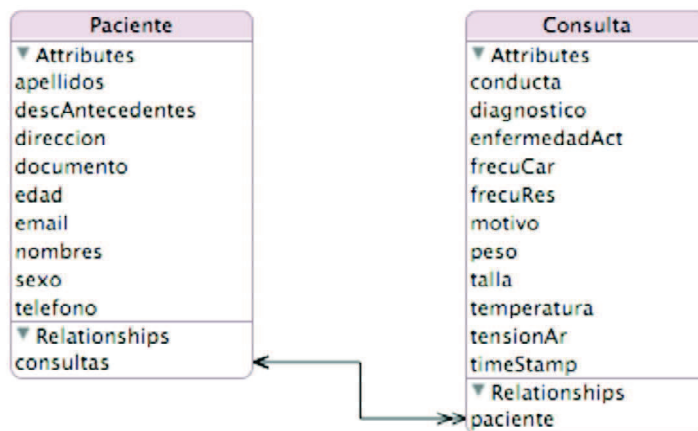 Paciente
Attributes
apellidos
descAntecedentes
direccion
documento
edad
email
nombres
sexo
telefono
Relationships
consultas
Consulta
Attributes
conducta
diagnostico
enfermedadAct
frecuCar
frecuRes
motivo
peso
talla
temperatura
tensionAr
timeStamp
Relationships
paciente